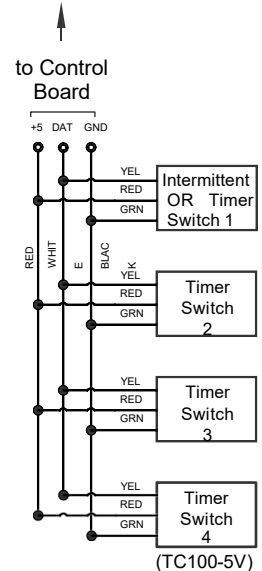 to Control
Board
+5 DAT GND
YEL
RED
GRN
Intermittent
OR Timer
Switch 1
RED
WHIT
E
BLAC
K
YEL
RED
GRN
Timer
Switch
2
YEL
RED
GRN
Timer
Switch
3
YEL
RED
GRN
Timer
Switch
4
(TC100-5V)